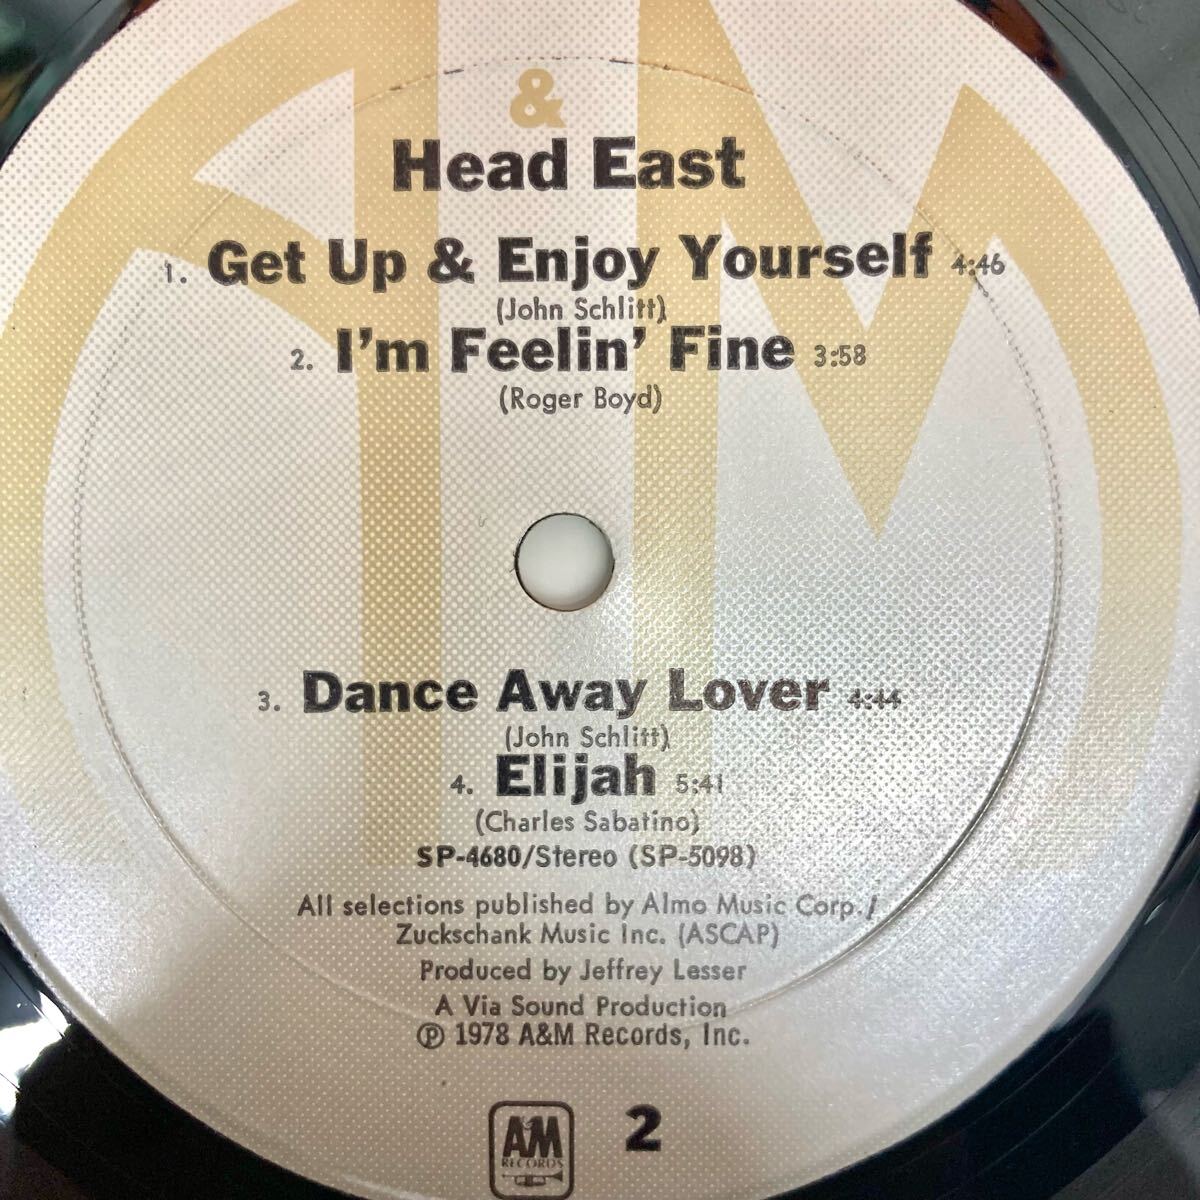 &
Head East
1. Get Up & Enjoy Yourself 4:46
(John Schlitt)
2. I'm Feelin' Fine 3:58
(Roger Boyd)
3. Dance Away Lover 4:44
(John Schlitt)
4. Elijah 5:41
(Charles Sabatino)
SP-4680/Stereo (SP-5098)
All selections published by Almo Music Corp./
Zuckschank Music Inc. (ASCAP)
Produced by Jeffrey Lesser
A Via Sound Production
℗ 1978 A&M Records, Inc.
A&M 2
RECORDS